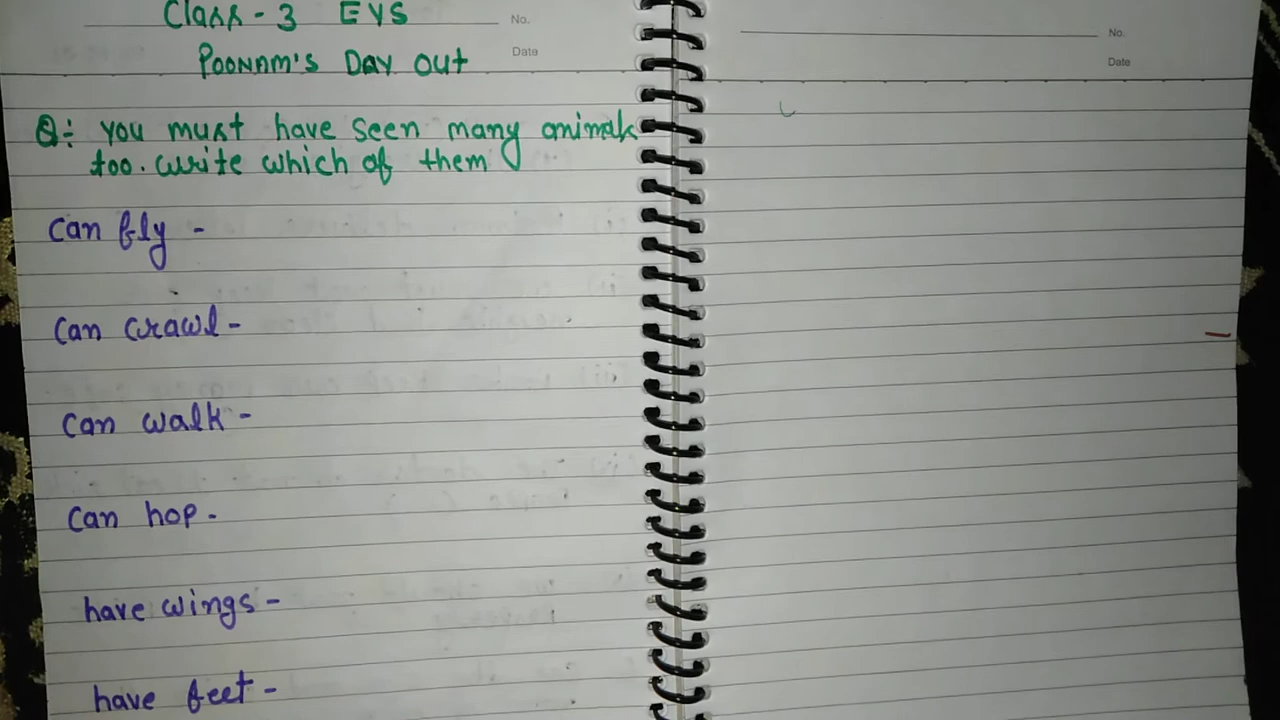 Class - 3 EVS
No.
Poonam's Day Out
Date
Q:- you must have seen many animals
too. write which of them
Can fly -
Can crawl -
Can walk -
Can hop -
have wings -
have feet -
No.
Date